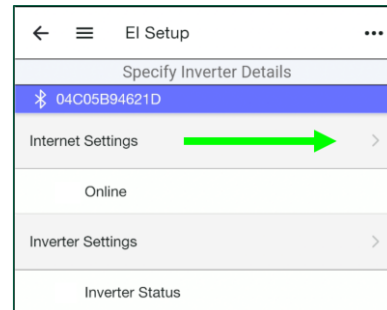 EI Setup
Specify Inverter Details
04C05B94621D
Internet Settings
Online
Inverter Settings
Inverter Status